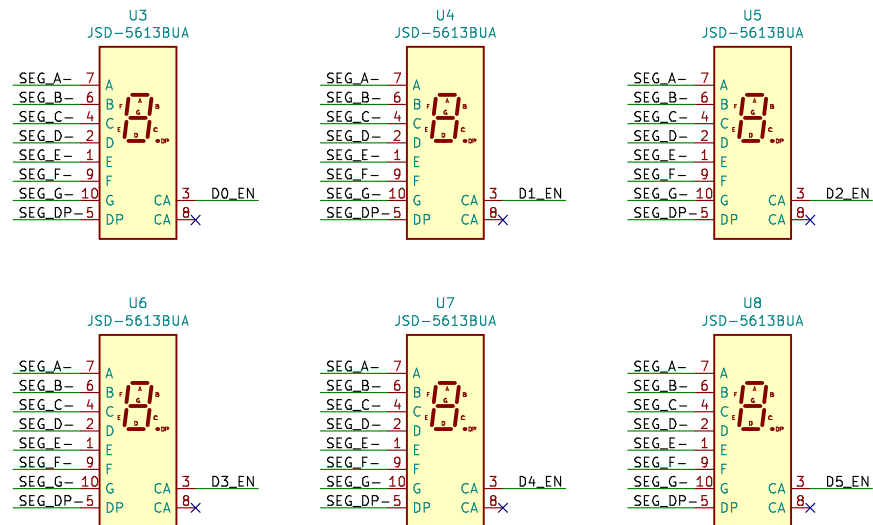 U3 U4 U5
JSD-5613BUA JSD-5613BUA JSD-5613BUA
SEG_A- 7 A SEG_A- 7 A SEG_A- 7 A
SEG_B- 6 B SEG_B- 6 B SEG_B- 6 B
SEG_C- 4 C SEG_C- 4 C SEG_C- 4 C
SEG_D- 2 D SEG_D- 2 D SEG_D- 2 D
SEG_E- 1 E SEG_E- 1 E SEG_E- 1 E
SEG_F- 9 F SEG_F- 9 F SEG_F- 9 F
SEG_G- 10 G CA 3 D0_EN SEG_G- 10 G CA 3 D1_EN SEG_G- 10 G CA 3 D2_EN
SEG_DP- 5 DP CA 8 SEG_DP- 5 DP CA 8 SEG_DP- 5 DP CA 8
A F G B E C D DP A F G B E C D DP A F G B E C D DP
U6 U7 U8
JSD-5613BUA JSD-5613BUA JSD-5613BUA
SEG_A- 7 A SEG_A- 7 A SEG_A- 7 A
SEG_B- 6 B SEG_B- 6 B SEG_B- 6 B
SEG_C- 4 C SEG_C- 4 C SEG_C- 4 C
SEG_D- 2 D SEG_D- 2 D SEG_D- 2 D
SEG_E- 1 E SEG_E- 1 E SEG_E- 1 E
SEG_F- 9 F SEG_F- 9 F SEG_F- 9 F
SEG_G- 10 G CA 3 D3_EN SEG_G- 10 G CA 3 D4_EN SEG_G- 10 G CA 3 D5_EN
SEG_DP- 5 DP CA 8 SEG_DP- 5 DP CA 8 SEG_DP- 5 DP CA 8
A F G B E C D DP A F G B E C D DP A F G B E C D DP